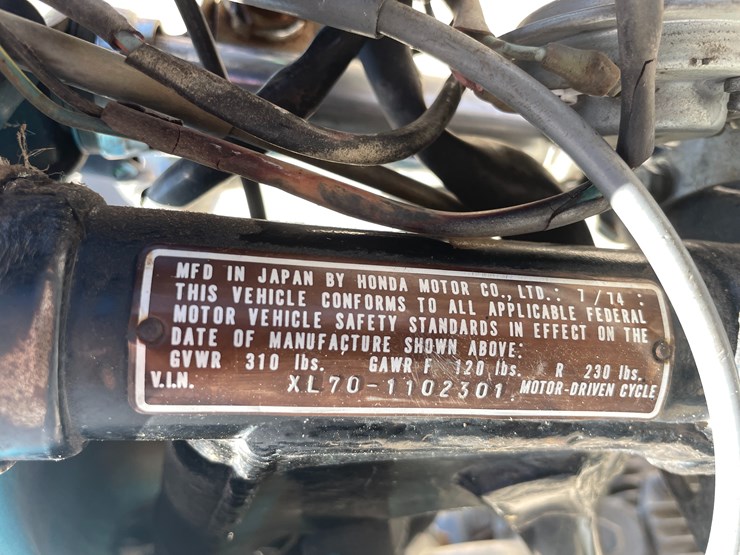 MFD IN JAPAN BY HONDA MOTOR CO., LTD.: 7/74 :
THIS VEHICLE CONFORMS TO ALL APPLICABLE FEDERAL
MOTOR VEHICLE SAFETY STANDARDS IN EFFECT ON THE
DATE OF MANUFACTURE SHOWN ABOVE:
GVWR 310 lbs. GAWR F 120 lbs. R 230 lbs.
V.I.N. XL70-1102301 MOTOR-DRIVEN CYCLE